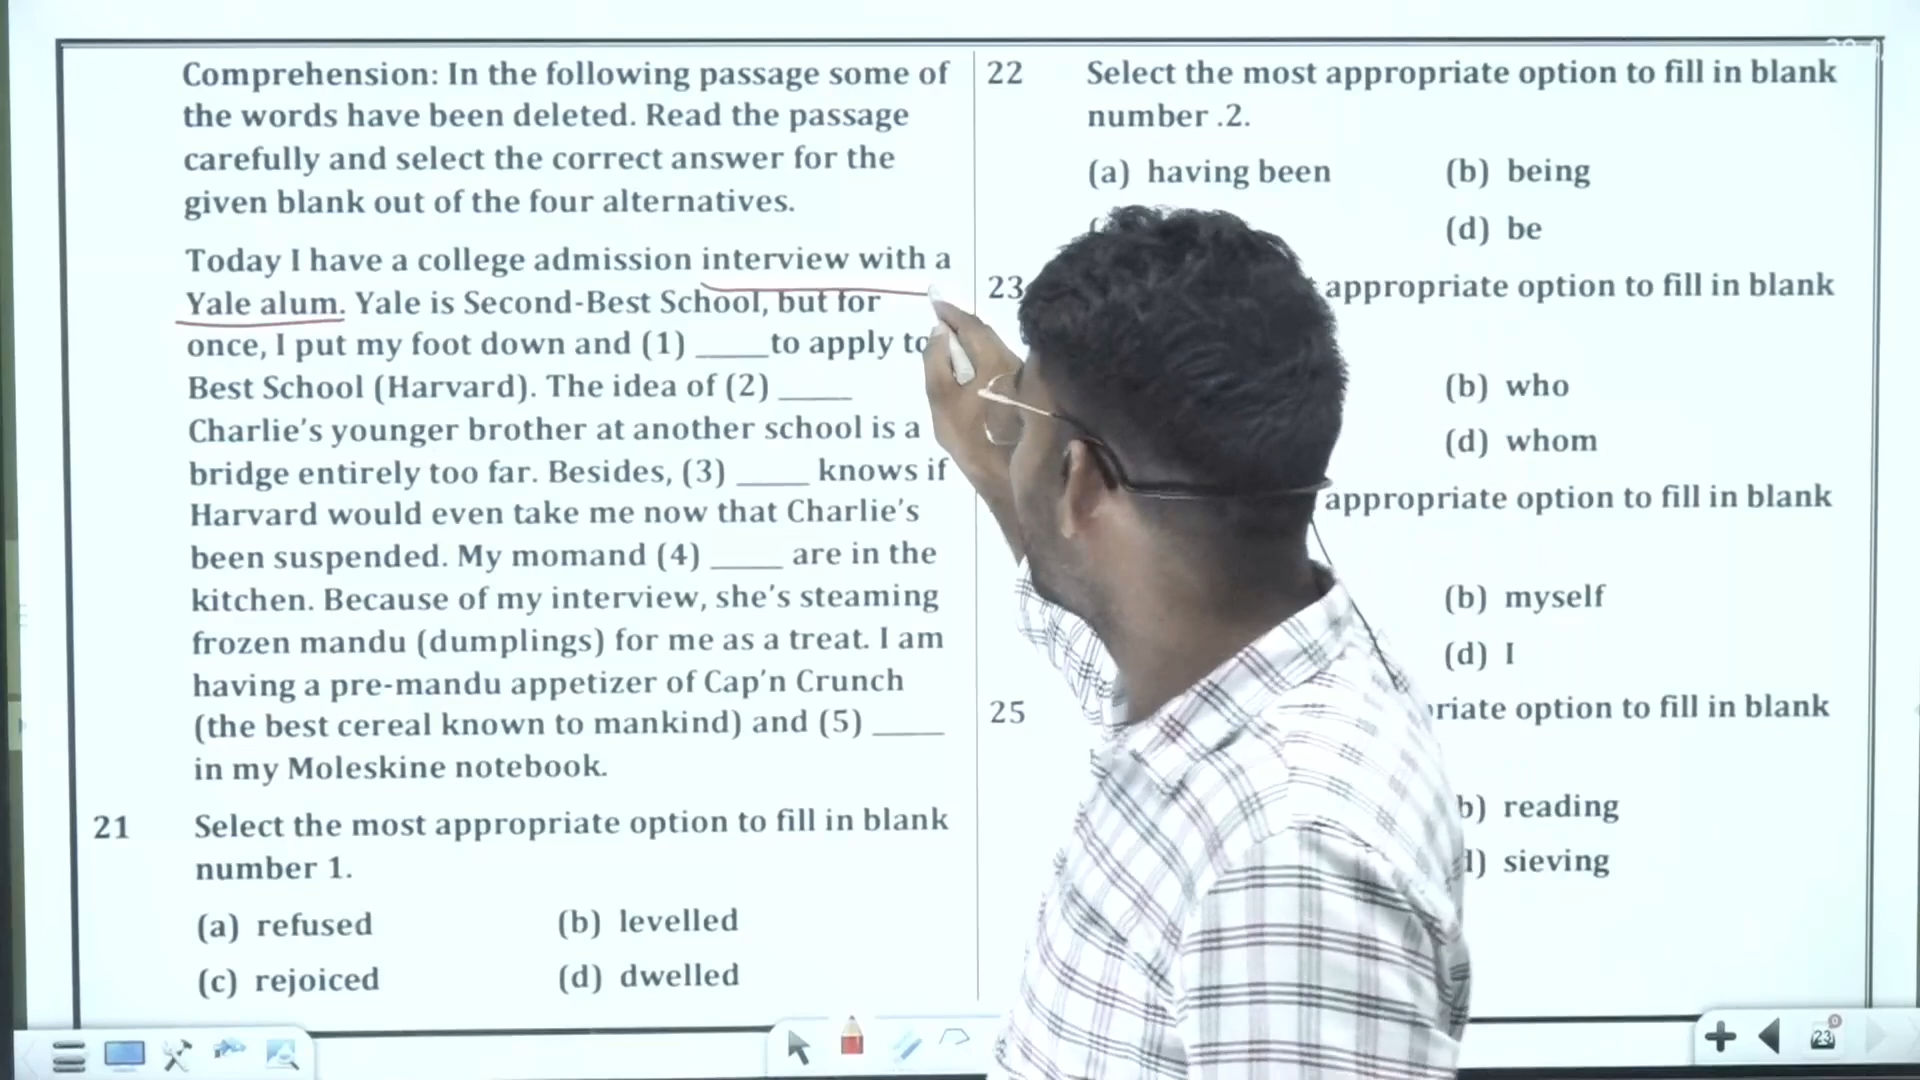 Comprehension: In the following passage some of
the words have been deleted. Read the passage
carefully and select the correct answer for the
given blank out of the four alternatives.
Today I have a college admission interview with a
Yale alum. Yale is Second-Best School, but for
once, I put my foot down and (1) _____to apply to
Best School (Harvard). The idea of (2) _____
Charlie's younger brother at another school is a
bridge entirely too far. Besides, (3) _____ knows if
Harvard would even take me now that Charlie's
been suspended. My momand (4) _____ are in the
kitchen. Because of my interview, she's steaming
frozen mandu (dumplings) for me as a treat. I am
having a pre-mandu appetizer of Cap'n Crunch
(the best cereal known to mankind) and (5) _____
in my Moleskine notebook.
21 Select the most appropriate option to fill in blank
number 1.
(a) refused (b) levelled
(c) rejoiced (d) dwelled
22 Select the most appropriate option to fill in blank
number .2.
(a) having been (b) being
(d) be
23 appropriate option to fill in blank
(b) who
(d) whom
appropriate option to fill in blank
(b) myself
(d) I
25 option to fill in blank
b) reading
d) sieving
23
0